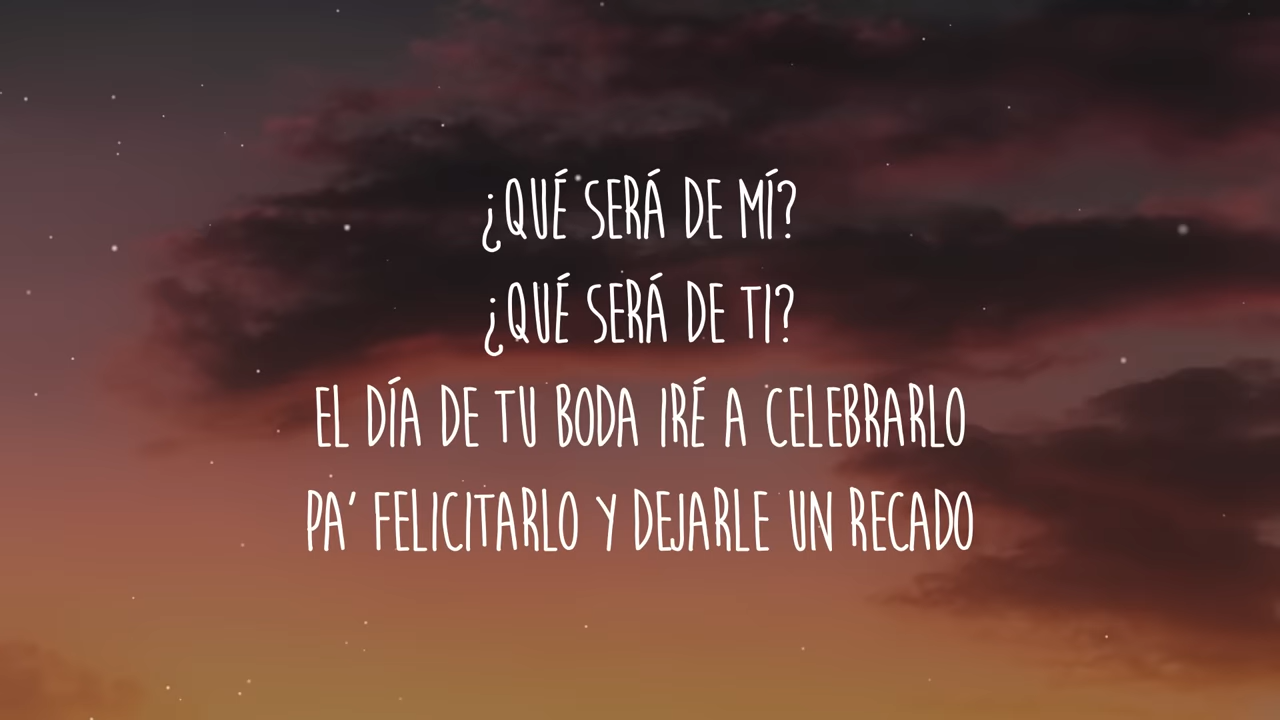 ¿QUÉ SERÁ DE MÍ?
¿QUÉ SERÁ DE TI?
EL DÍA DE TU BODA IRÉ A CELEBRARLO
PA' FELICITARLO Y DEJARLE UN RECADO